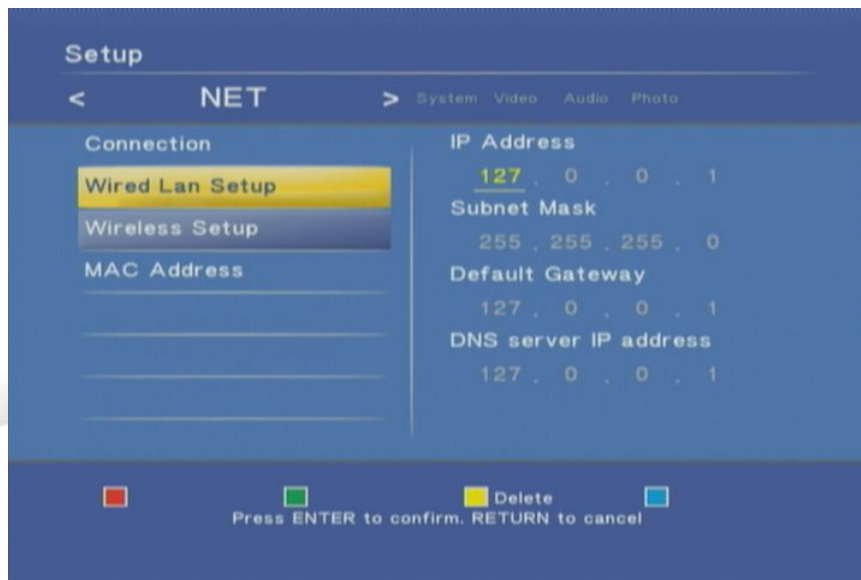 Setup
< NET > System Video Audio Photo
Connection
Wired Lan Setup
Wireless Setup
MAC Address
IP Address
127 . 0 . 0 . 1
Subnet Mask
255 . 255 . 255 . 0
Default Gateway
127 . 0 . 0 . 1
DNS server IP address
127 . 0 . 0 . 1
Delete
Press ENTER to confirm. RETURN to cancel